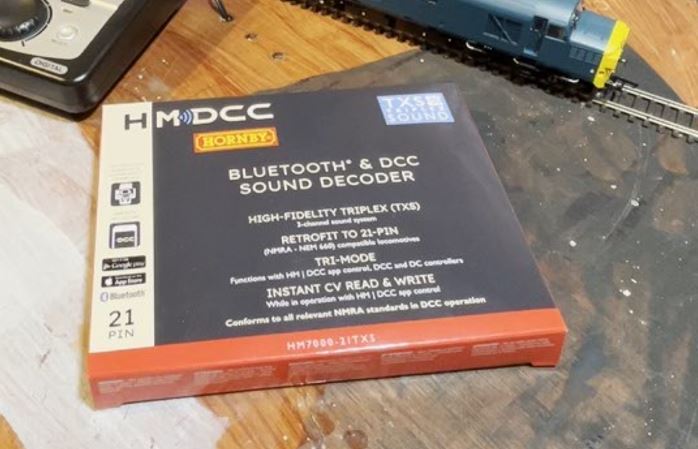 DIGITAL
HM DCC
HORNBY
TXS
TRIPLEX
SOUND
BLUETOOTH® & DCC
SOUND DECODER
HIGH-FIDELITY TRIPLEX (TXS)
3-channel sound system
RETROFIT TO 21-PIN
(NMRA - NEM 660) compatible locomotives
TRI-MODE
Functions with HM | DCC app control, DCC and DC controllers
INSTANT CV READ & WRITE
While in operation with HM | DCC app control
Conforms to all relevant NMRA standards in DCC operation
DCC
Google play
App Store
Bluetooth
21
PIN
HM7000-21TXS